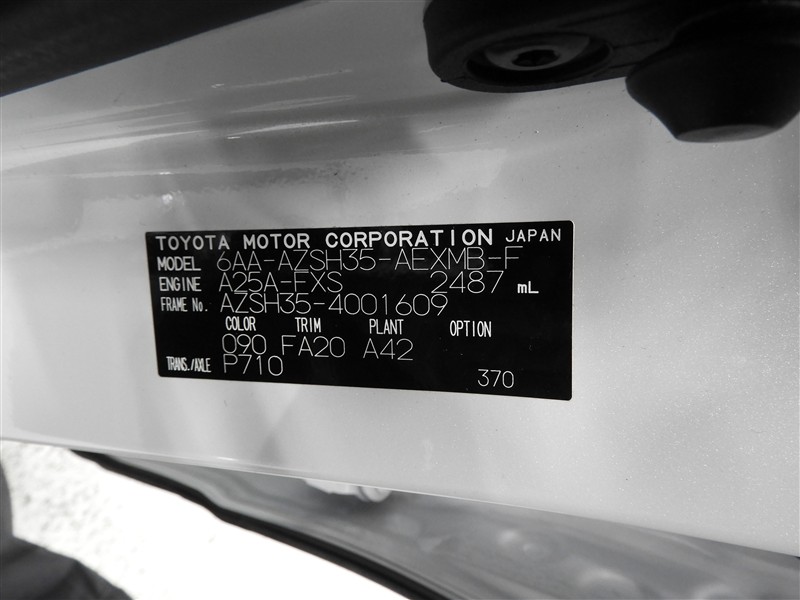 TOYOTA MOTOR CORPORATION JAPAN
MODEL 6AA-AZSH35-AEXMB-F
ENGINE A25A-FXS 2487 mL
FRAME No. AZSH35-4001609
COLOR TRIM PLANT OPTION
090 FA20 A42
TRANS./AXLE P710
370